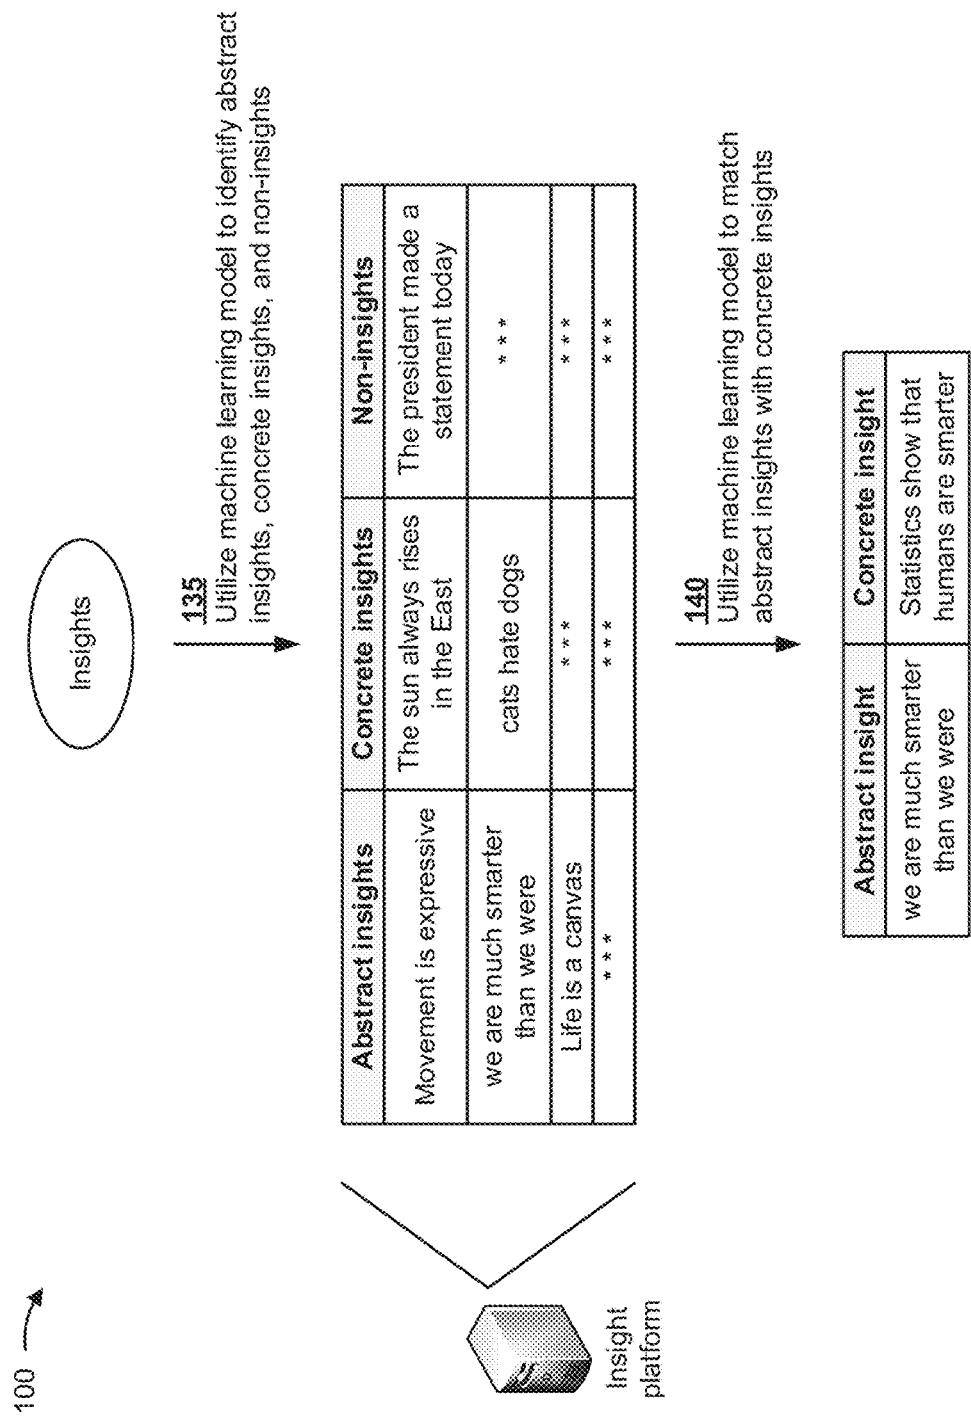 100
Insights
135
Utilize machine learning model to identify abstract
insights, concrete insights, and non-insights
Abstract insights
Concrete insights
Non-insights
Movement is expressive
The sun always rises
in the East
The president made a
statement today
we are much smarter
than we were
cats hate dogs
***
Life is a canvas
***
***
***
***
***
Insight
platform
140
Utilize machine learning model to match
abstract insights with concrete insights
Abstract insight
Concrete insight
we are much smarter
than we were
Statistics show that
humans are smarter